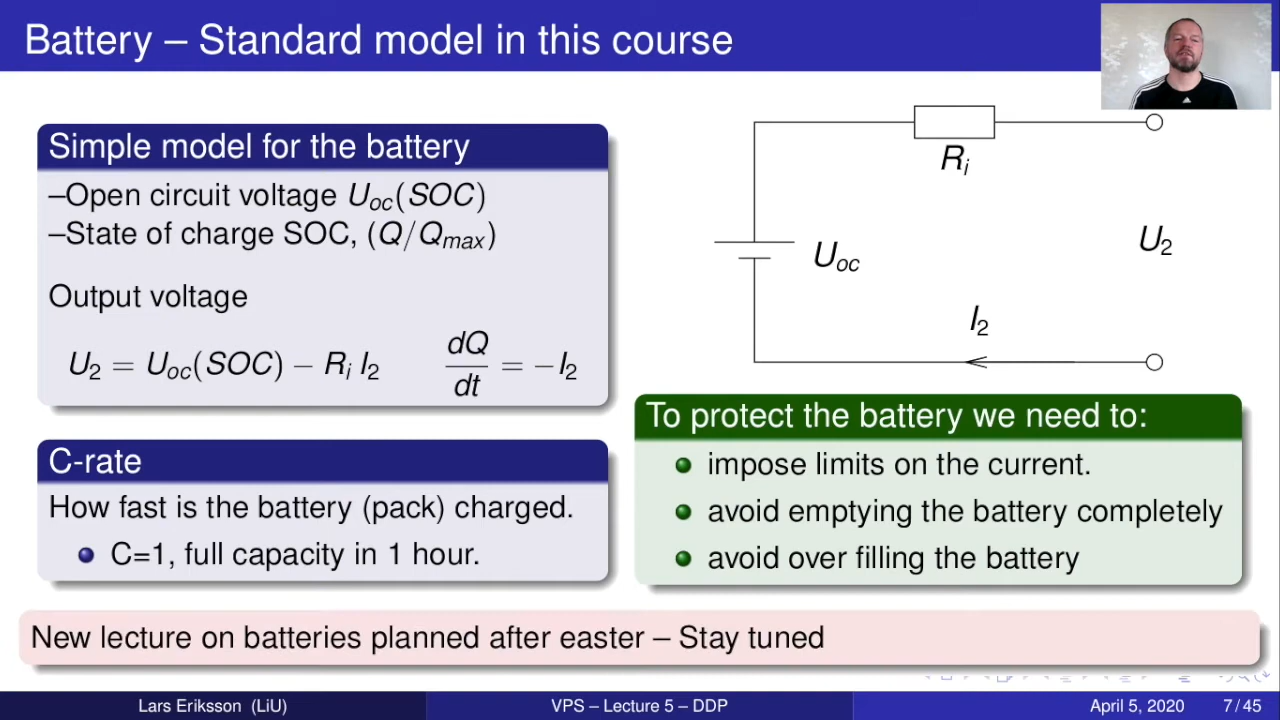 Battery – Standard model in this course
Simple model for the battery
–Open circuit voltage U_oc(SOC)
–State of charge SOC, (Q/Q_max)
Output voltage
U_2 = U_oc(SOC) − R_i I_2    dQ/dt = −I_2
C-rate
How fast is the battery (pack) charged.
C=1, full capacity in 1 hour.
R_i
U_oc
U_2
I_2
To protect the battery we need to:
impose limits on the current.
avoid emptying the battery completely
avoid over filling the battery
New lecture on batteries planned after easter – Stay tuned
Lars Eriksson (LiU)
VPS – Lecture 5 – DDP
April 5, 2020
7 / 45